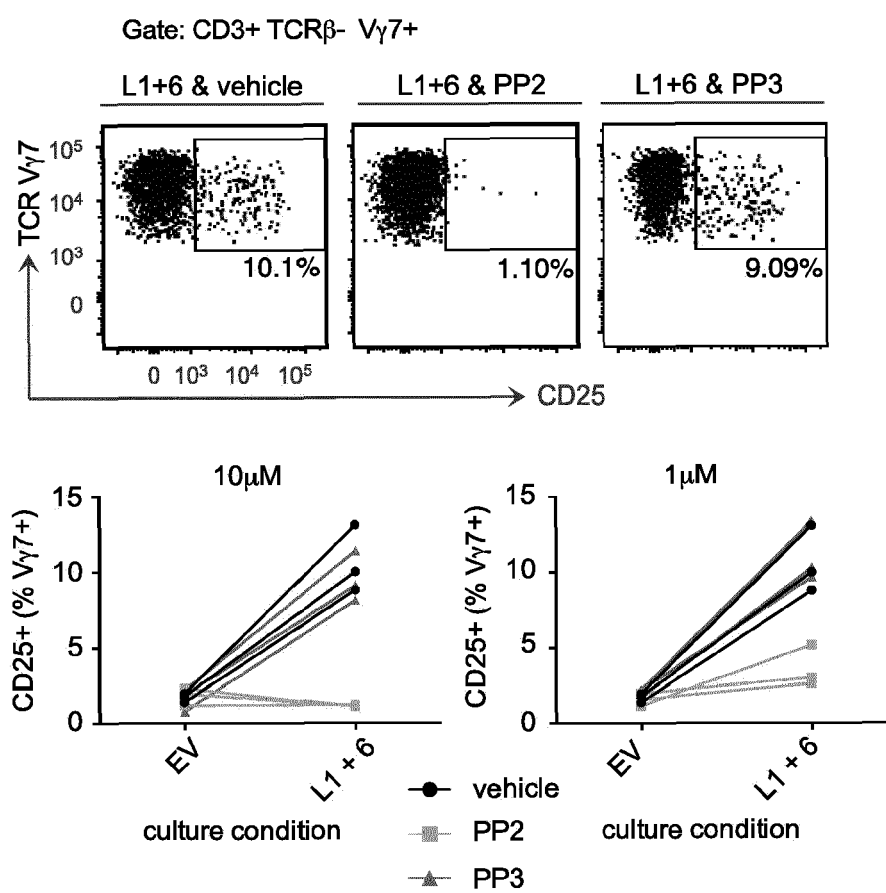 Gate: CD3+ TCRβ- Vγ7+
L1+6 & vehicle
L1+6 & PP2
L1+6 & PP3
TCR Vγ7
10⁵
10⁴
10³
0
10.1%
1.10%
9.09%
0 10³ 10⁴ 10⁵
CD25
10μM
CD25+ (% Vγ7+)
15
10
5
0
EV
L1 + 6
culture condition
1μM
CD25+ (% Vγ7+)
15
10
5
0
EV
L1 + 6
culture condition
vehicle
PP2
PP3